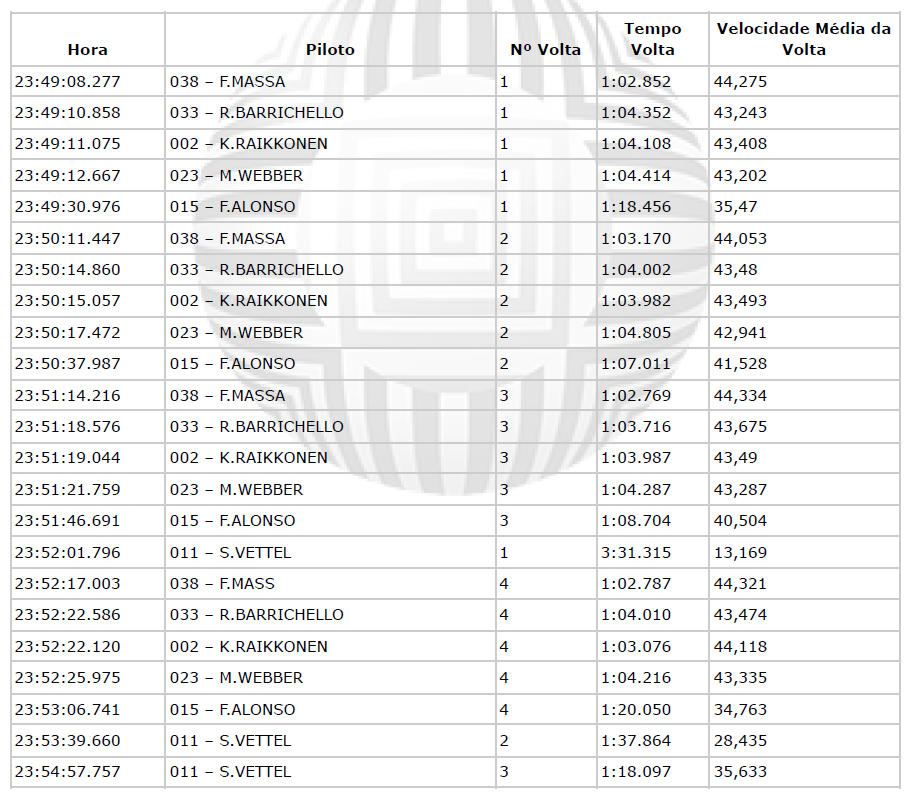 Hora Piloto Nº Volta Tempo Volta Velocidade Média da Volta
23:49:08.277 038 – F.MASSA 1 1:02.852 44,275
23:49:10.858 033 – R.BARRICHELLO 1 1:04.352 43,243
23:49:11.075 002 – K.RAIKKONEN 1 1:04.108 43,408
23:49:12.667 023 – M.WEBBER 1 1:04.414 43,202
23:49:30.976 015 – F.ALONSO 1 1:18.456 35,47
23:50:11.447 038 – F.MASSA 2 1:03.170 44,053
23:50:14.860 033 – R.BARRICHELLO 2 1:04.002 43,48
23:50:15.057 002 – K.RAIKKONEN 2 1:03.982 43,493
23:50:17.472 023 – M.WEBBER 2 1:04.805 42,941
23:50:37.987 015 – F.ALONSO 2 1:07.011 41,528
23:51:14.216 038 – F.MASSA 3 1:02.769 44,334
23:51:18.576 033 – R.BARRICHELLO 3 1:03.716 43,675
23:51:19.044 002 – K.RAIKKONEN 3 1:03.987 43,49
23:51:21.759 023 – M.WEBBER 3 1:04.287 43,287
23:51:46.691 015 – F.ALONSO 3 1:08.704 40,504
23:52:01.796 011 – S.VETTEL 1 3:31.315 13,169
23:52:17.003 038 – F.MASS 4 1:02.787 44,321
23:52:22.586 033 – R.BARRICHELLO 4 1:04.010 43,474
23:52:22.120 002 – K.RAIKKONEN 4 1:03.076 44,118
23:52:25.975 023 – M.WEBBER 4 1:04.216 43,335
23:53:06.741 015 – F.ALONSO 4 1:20.050 34,763
23:53:39.660 011 – S.VETTEL 2 1:37.864 28,435
23:54:57.757 011 – S.VETTEL 3 1:18.097 35,633